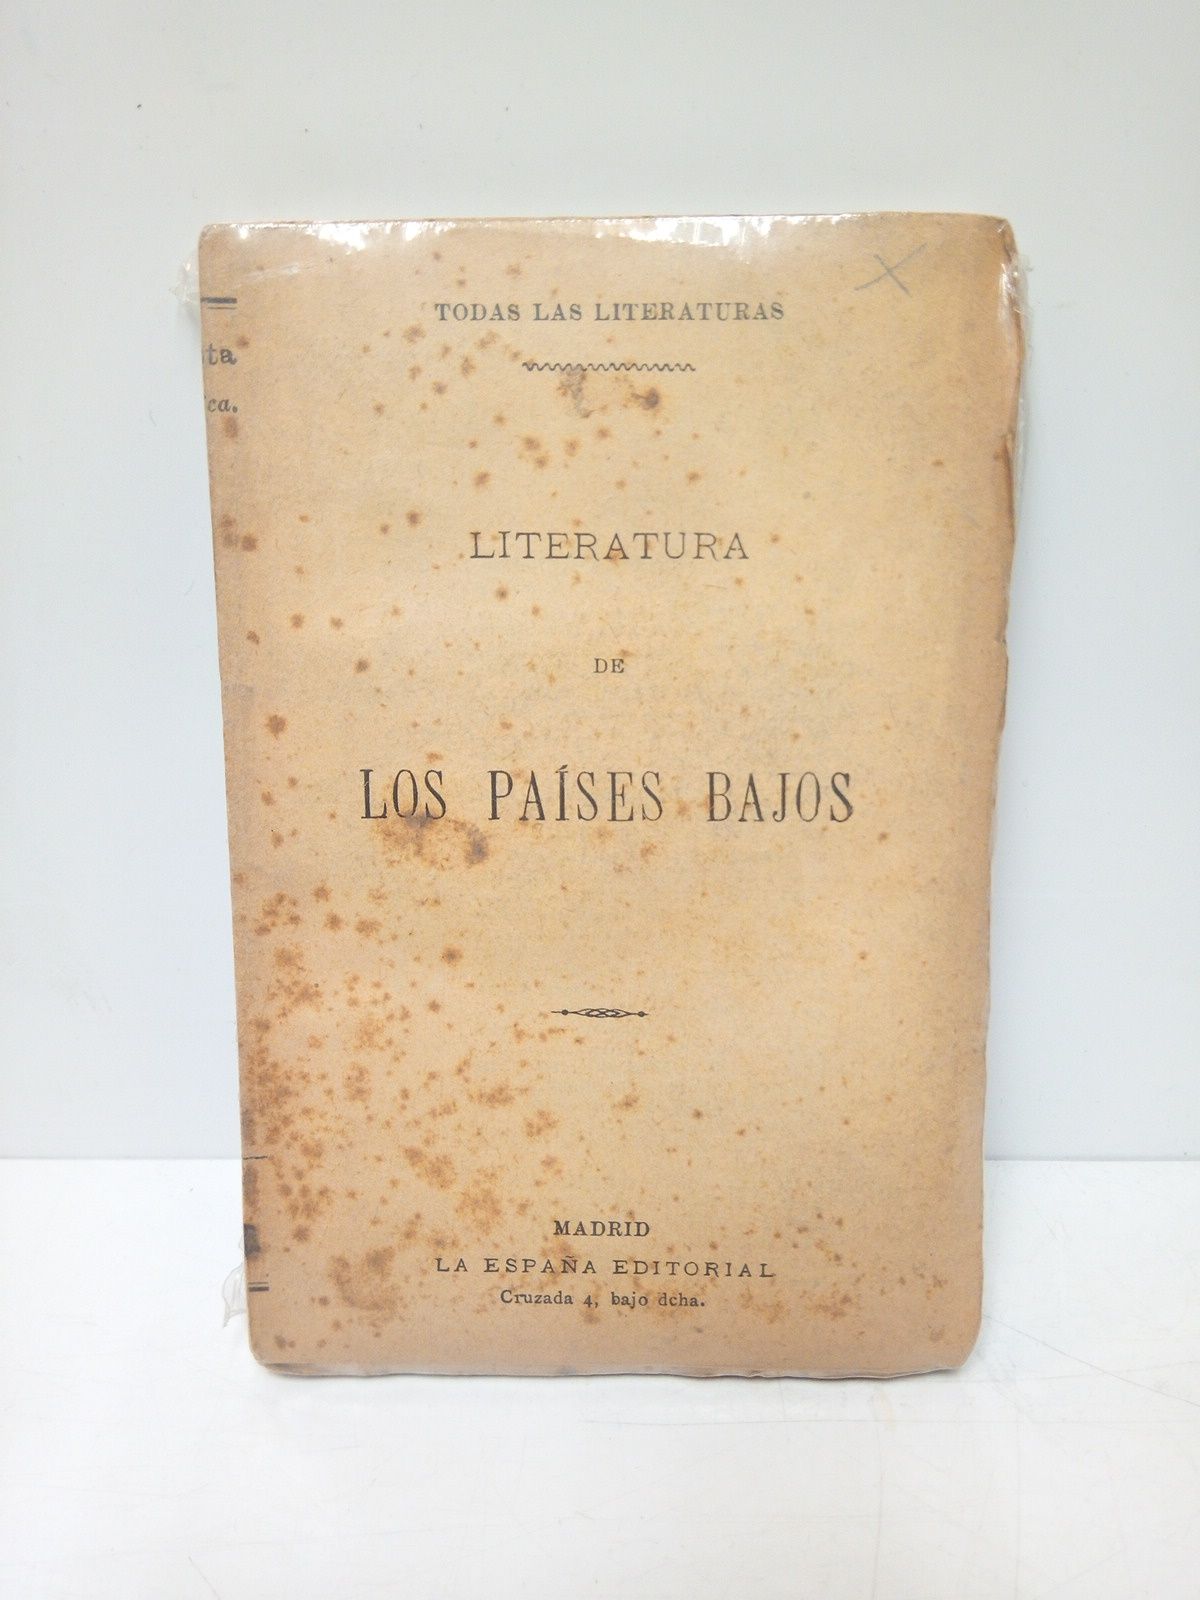 TODAS LAS LITERATURAS
LITERATURA
DE
LOS PAÍSES BAJOS
MADRID
LA ESPAÑA EDITORIAL
Cruzada 4, bajo dcha.